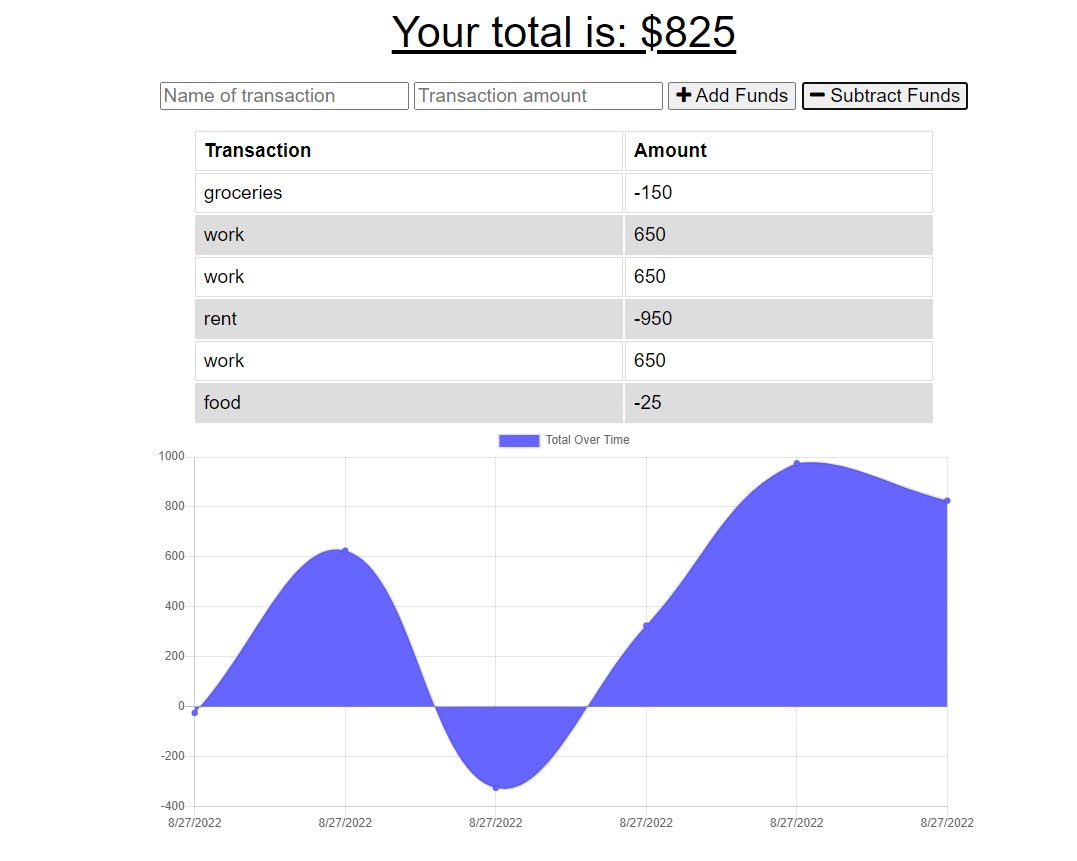 Your total is: $825
Name of transaction Transaction amount Add Funds Subtract Funds
Transaction Amount
groceries -150
work 650
work 650
rent -950
work 650
food -25
Total Over Time
1000
800
600
400
200
0
-200
-400
8/27/2022 8/27/2022 8/27/2022 8/27/2022 8/27/2022 8/27/2022